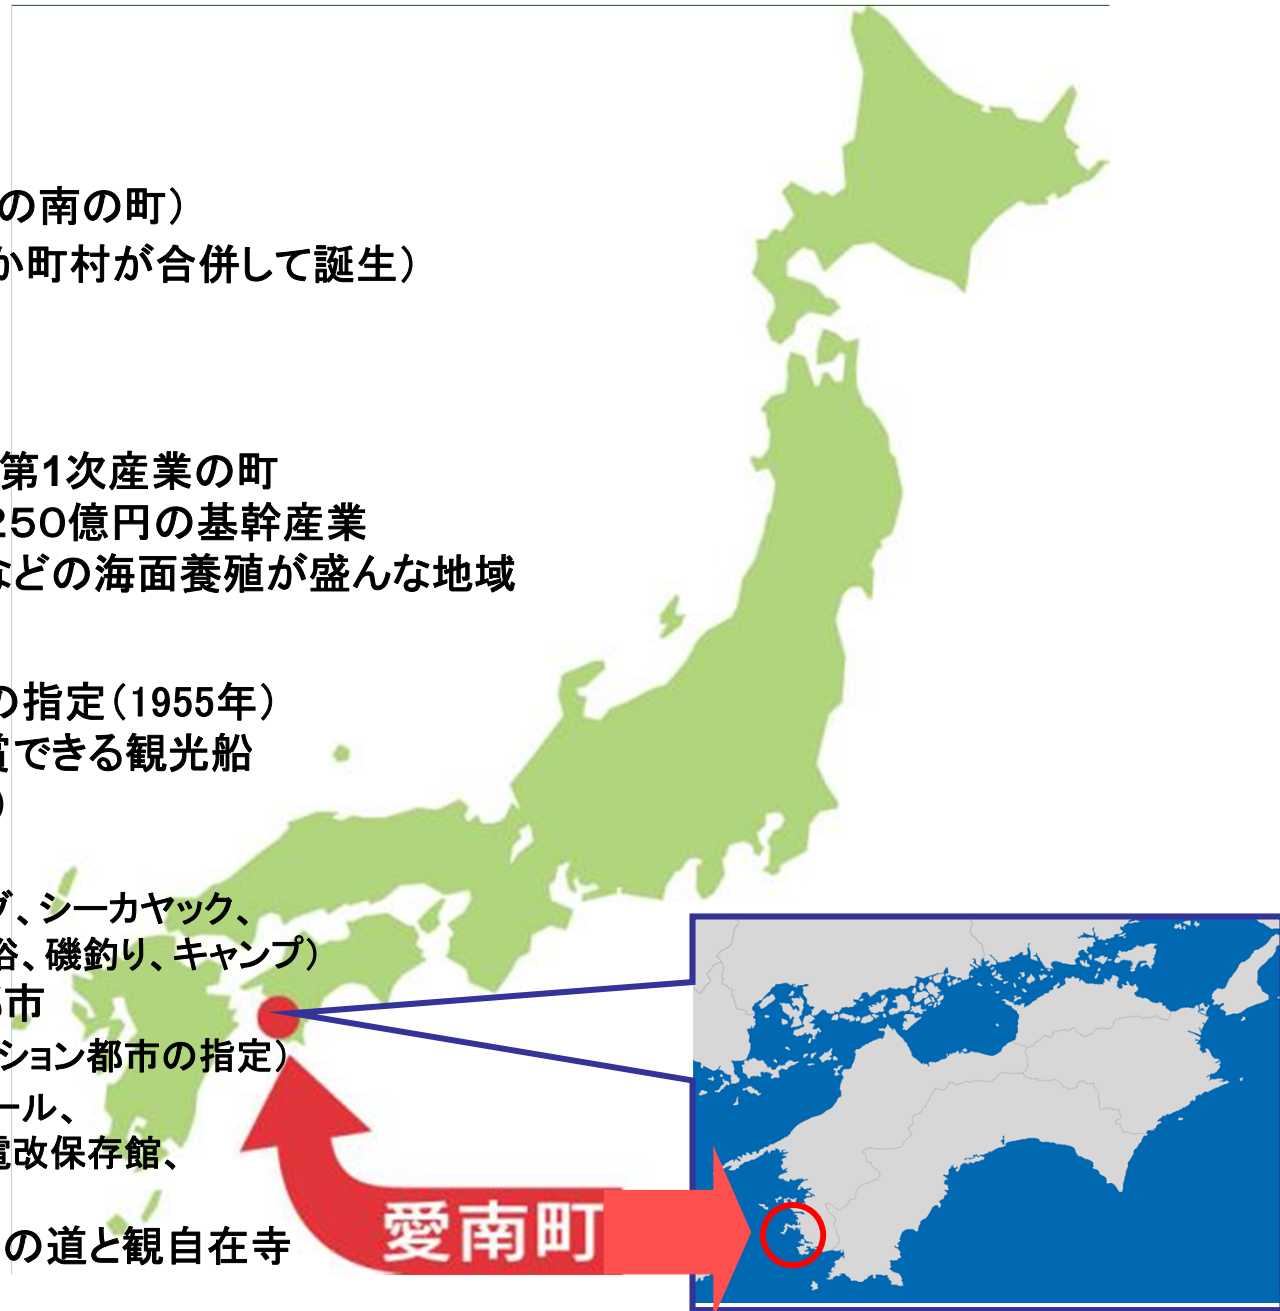 の南の町）
か町村が合併して誕生）
第1次産業の町
250億円の基幹産業
などの海面養殖が盛んな地域
の指定（1955年）
賞できる観光船
）
グ、シーカヤック、
浴、磯釣り、キャンプ）
市
ション都市の指定）
ール、
電改保存館、
の道と観自在寺
愛南町